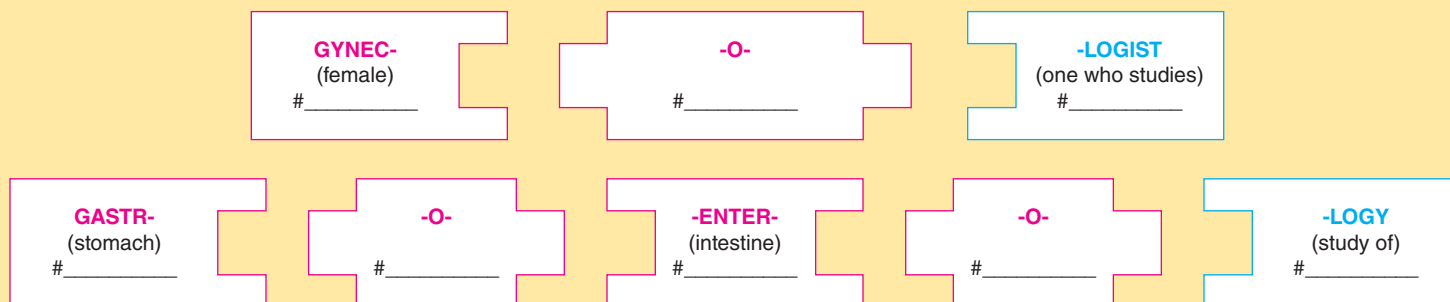 GYNEC- -O- -LOGIST
(female) (one who studies)
#__________ #__________ #__________
GASTR- -O- -ENTER- -O- -LOGY
(stomach) (intestine) (study of)
#__________ #__________ #__________ #__________ #__________